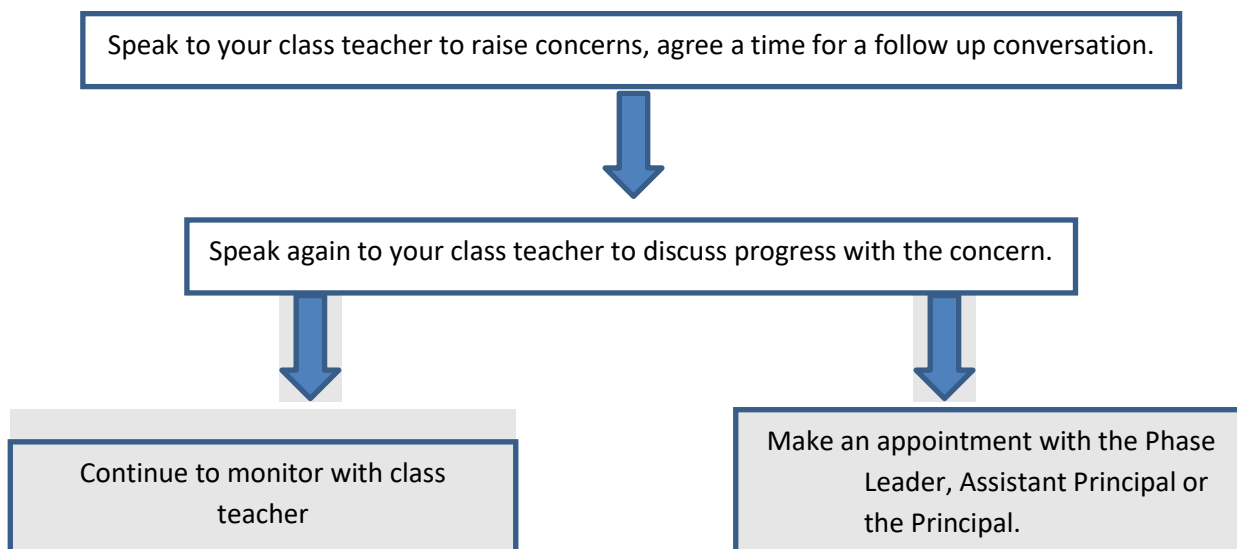 Speak to your class teacher to raise concerns, agree a time for a follow up conversation.
Speak again to your class teacher to discuss progress with the concern.
Continue to monitor with class
teacher
Make an appointment with the Phase
Leader, Assistant Principal or
the Principal.